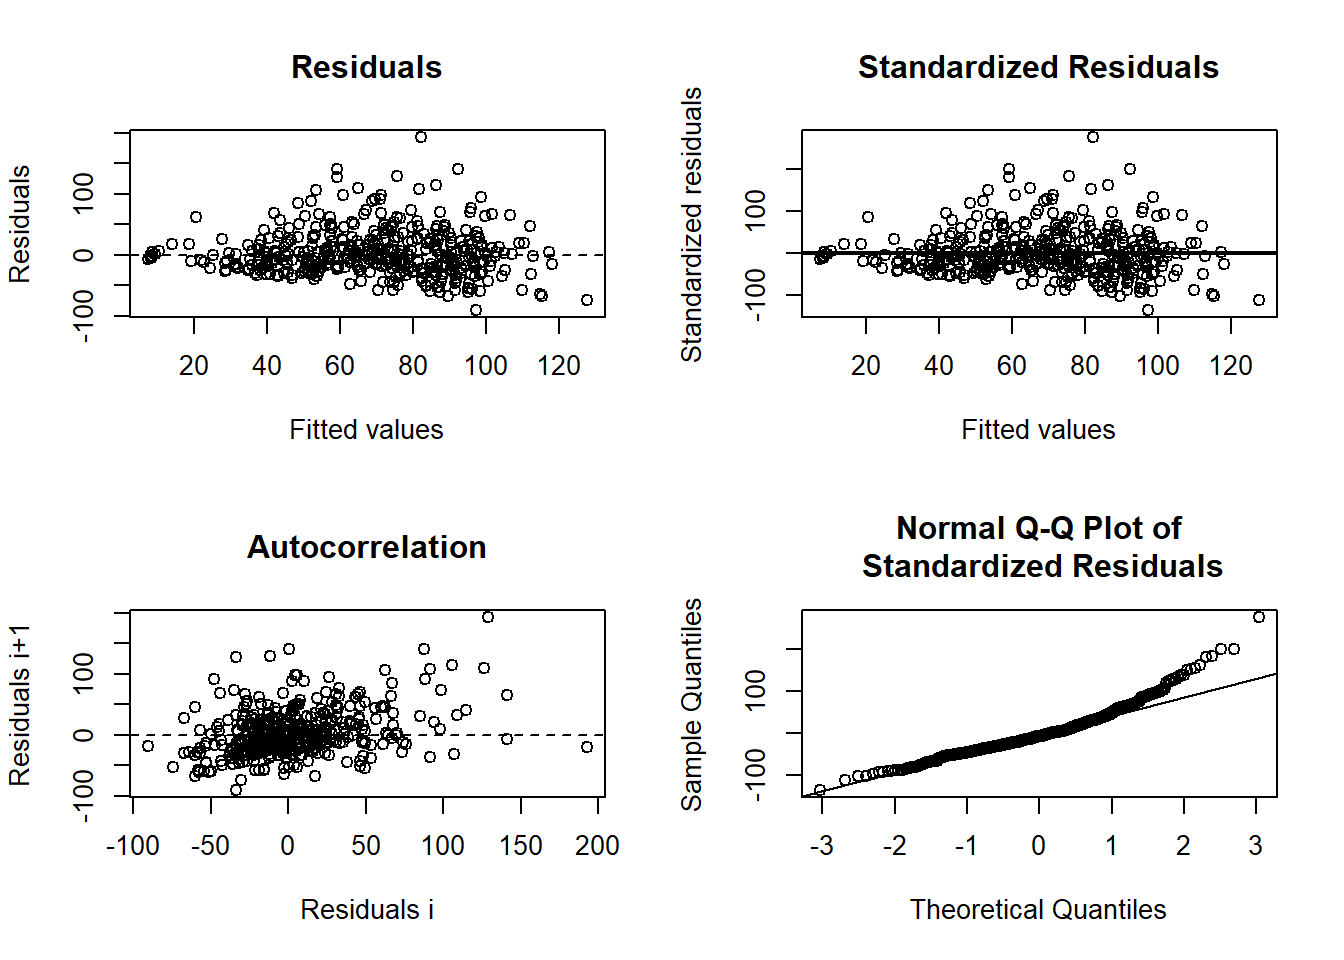 Residuals
Residuals
100
0
-100
20 40 60 80 100 120
Fitted values
Standardized Residuals
Standardized residuals
100
-100
20 40 60 80 100 120
Fitted values
Autocorrelation
Residuals i+1
100
0
-100
-100 -50 0 50 100 150 200
Residuals i
Normal Q-Q Plot of
Standardized Residuals
Sample Quantiles
100
-100
-3 -2 -1 0 1 2 3
Theoretical Quantiles